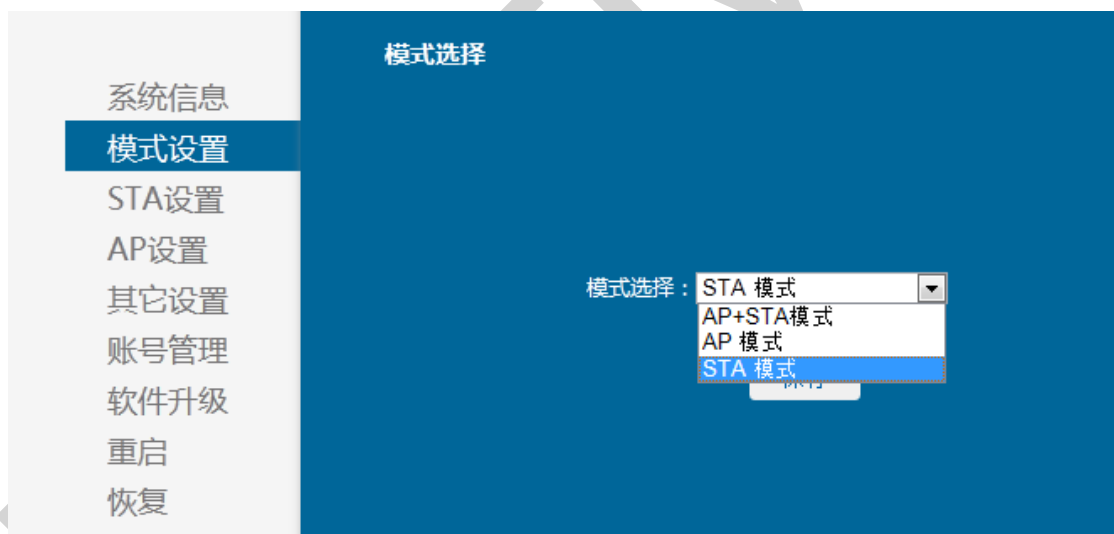 模式选择
系统信息
模式设置
STA设置
AP设置
其它设置
账号管理
软件升级
重启
恢复
模式选择：STA 模式
AP+STA模式
AP 模式
STA 模式